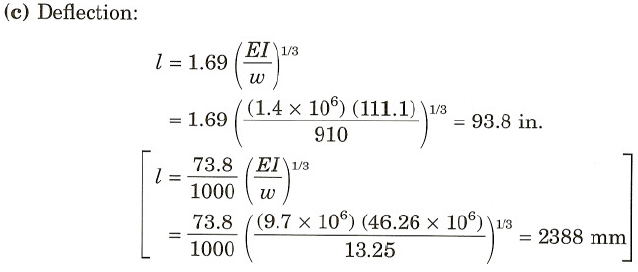 (c) Deflection:
l = 1.69 (EI/w)^1/3
= 1.69 ((1.4 × 10^6) (111.1)/910)^1/3 = 93.8 in.
[l = 73.8/1000 (EI/w)^1/3
= 73.8/1000 ((9.7 × 10^6) (46.26 × 10^6)/13.25)^1/3 = 2388 mm]